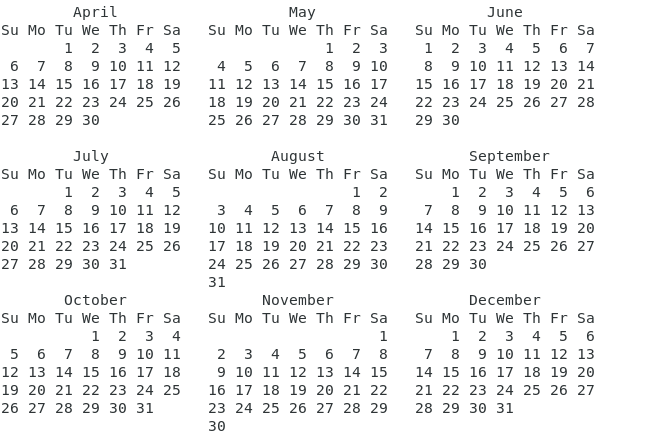 April                  May                   June
Su Mo Tu We Th Fr Sa   Su Mo Tu We Th Fr Sa   Su Mo Tu We Th Fr Sa
       1  2  3  4  5                1  2  3    1  2  3  4  5  6  7
 6  7  8  9 10 11 12    4  5  6  7  8  9 10    8  9 10 11 12 13 14
13 14 15 16 17 18 19   11 12 13 14 15 16 17   15 16 17 18 19 20 21
20 21 22 23 24 25 26   18 19 20 21 22 23 24   22 23 24 25 26 27 28
27 28 29 30            25 26 27 28 29 30 31   29 30

        July                  August                September
Su Mo Tu We Th Fr Sa   Su Mo Tu We Th Fr Sa   Su Mo Tu We Th Fr Sa
       1  2  3  4  5                   1  2       1  2  3  4  5  6
 6  7  8  9 10 11 12    3  4  5  6  7  8  9    7  8  9 10 11 12 13
13 14 15 16 17 18 19   10 11 12 13 14 15 16   14 15 16 17 18 19 20
20 21 22 23 24 25 26   17 18 19 20 21 22 23   21 22 23 24 25 26 27
27 28 29 30 31         24 25 26 27 28 29 30   28 29 30
                       31
       October               November               December
Su Mo Tu We Th Fr Sa   Su Mo Tu We Th Fr Sa   Su Mo Tu We Th Fr Sa
          1  2  3  4                      1       1  2  3  4  5  6
 5  6  7  8  9 10 11    2  3  4  5  6  7  8    7  8  9 10 11 12 13
12 13 14 15 16 17 18    9 10 11 12 13 14 15   14 15 16 17 18 19 20
19 20 21 22 23 24 25   16 17 18 19 20 21 22   21 22 23 24 25 26 27
26 27 28 29 30 31      23 24 25 26 27 28 29   28 29 30 31
                       30